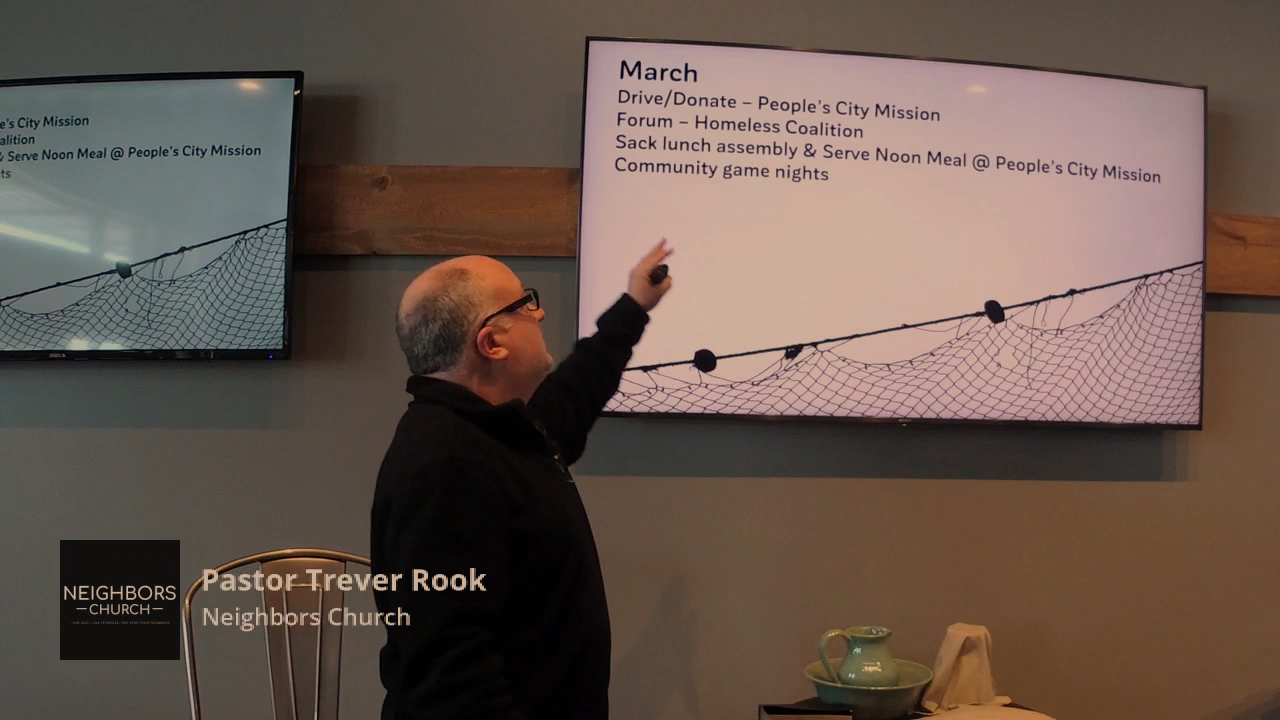 March
Drive/Donate – People's City Mission
Forum – Homeless Coalition
Sack lunch assembly & Serve Noon Meal @ People's City Mission
Community game nights
e's City Mission
alition
& Serve Noon Meal @ People's City Mission
ts
NEIGHBORS
CHURCH
Pastor Trever Rook
Neighbors Church